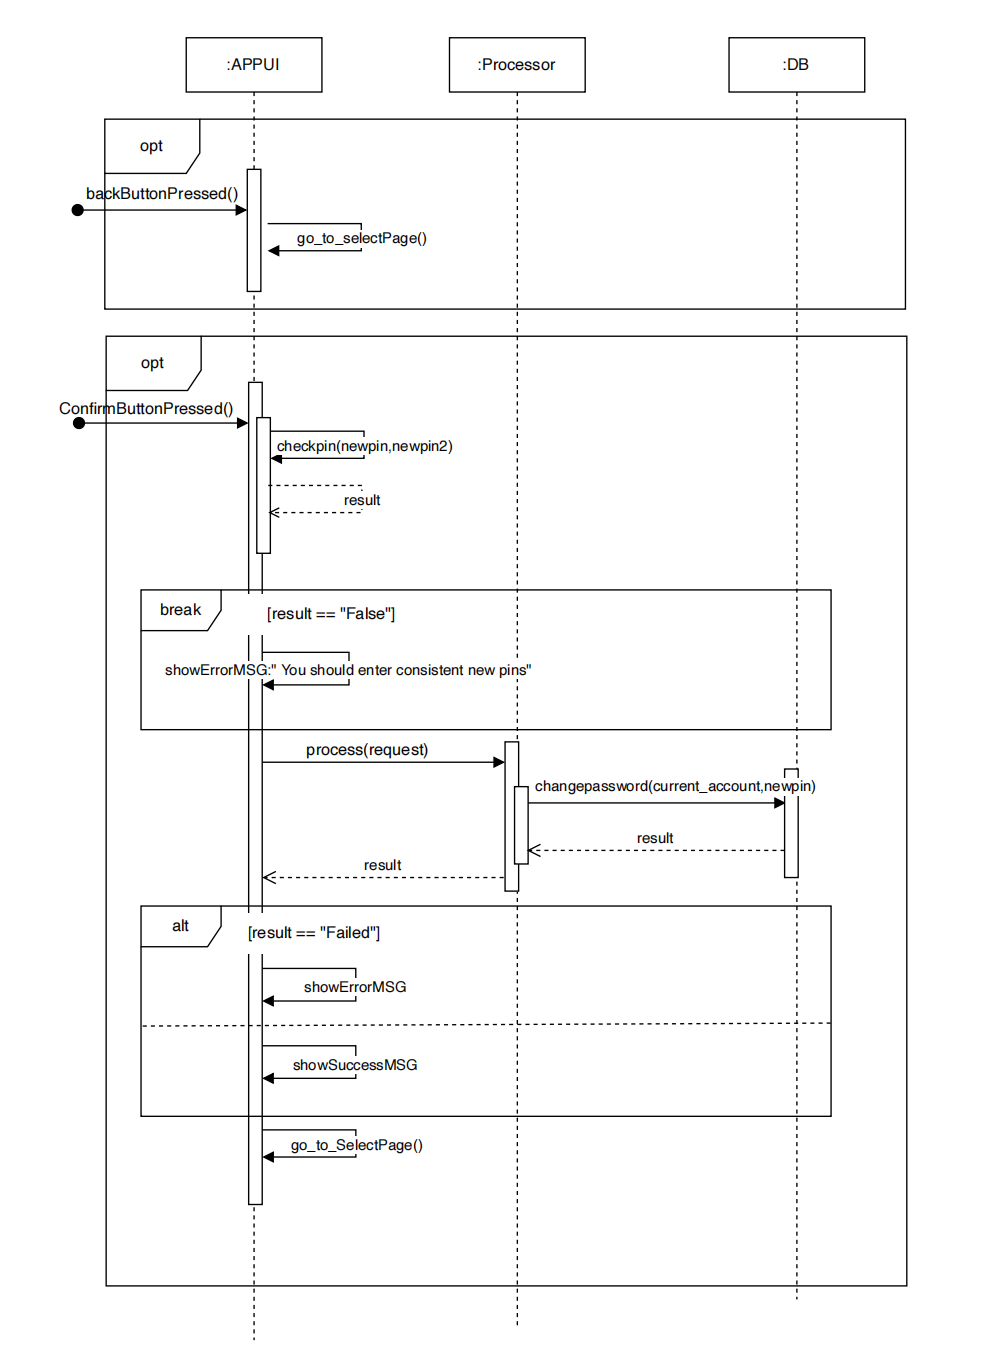 :APPUI
:Processor
:DB
opt
backButtonPressed()
go_to_selectPage()
opt
ConfirmButtonPressed()
checkpin(newpin,newpin2)
result
break
[result == "False"]
showErrorMSG:" You should enter consistent new pins"
process(request)
changepassword(current_account,newpin)
result
result
alt
[result == "Failed"]
showErrorMSG
showSuccessMSG
go_to_SelectPage()